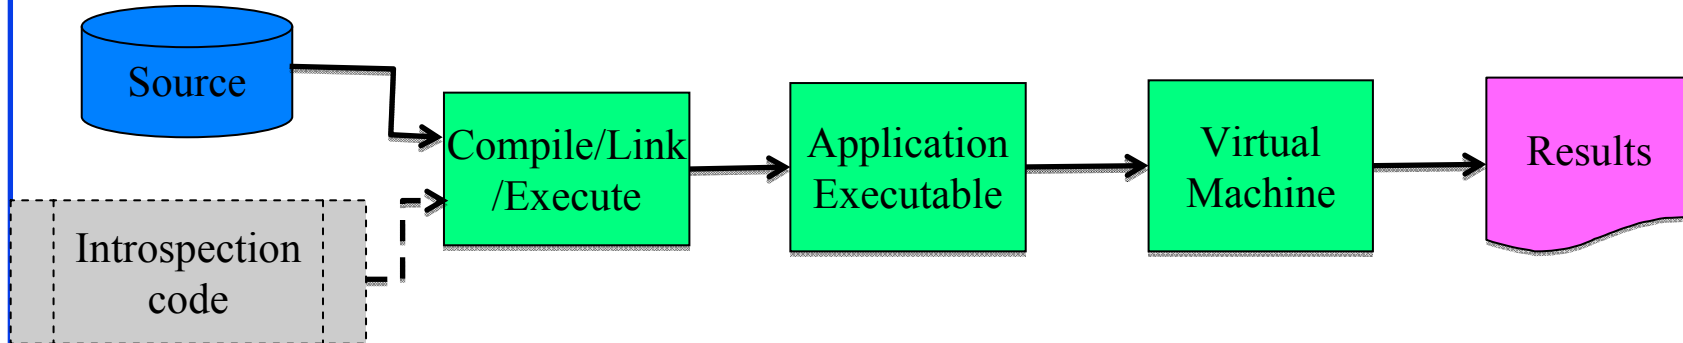 Source
Compile/Link
/Execute
Application
Executable
Virtual
Machine
Results
Introspection
code